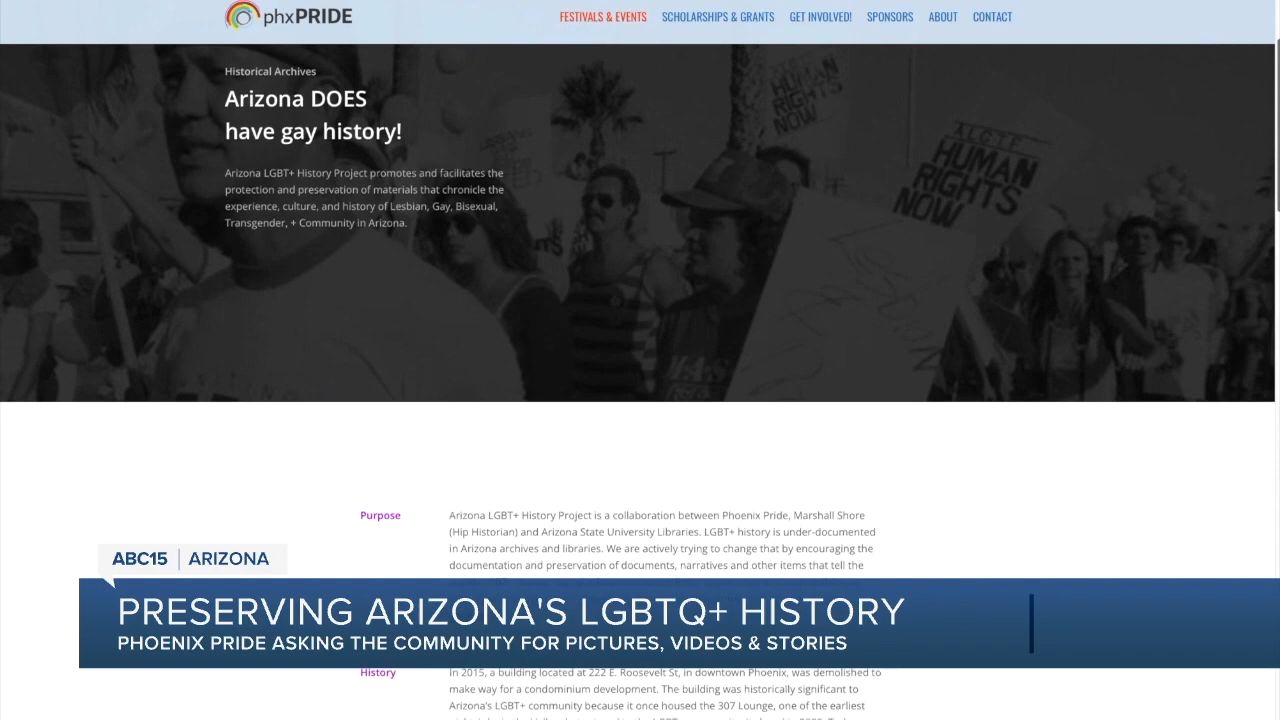 phxPRIDE
FESTIVALS & EVENTS SCHOLARSHIPS & GRANTS GET INVOLVED! SPONSORS ABOUT CONTACT
Historical Archives
Arizona DOES
have gay history!
Arizona LGBT+ History Project promotes and facilitates the
protection and preservation of materials that chronicle the
experience, culture, and history of Lesbian, Gay, Bisexual,
Transgender, + Community in Arizona.
HUMAN
RIGHTS
NOW
HUMAN
RIGHTS
NOW
Purpose
Arizona LGBT+ History Project is a collaboration between Phoenix Pride, Marshall Shore
(Hip Historian) and Arizona State University Libraries. LGBT+ history is under-documented
in Arizona archives and libraries. We are actively trying to change that by encouraging the
documentation and preservation of documents, narratives and other items that tell the
ABC15 ARIZONA
PRESERVING ARIZONA'S LGBTQ+ HISTORY
PHOENIX PRIDE ASKING THE COMMUNITY FOR PICTURES, VIDEOS & STORIES
History
In 2015, a building located at 222 E. Roosevelt St, in downtown Phoenix, was demolished to
make way for a condominium development. The building was historically significant to
Arizona's LGBT+ community because it once housed the 307 Lounge, one of the earliest